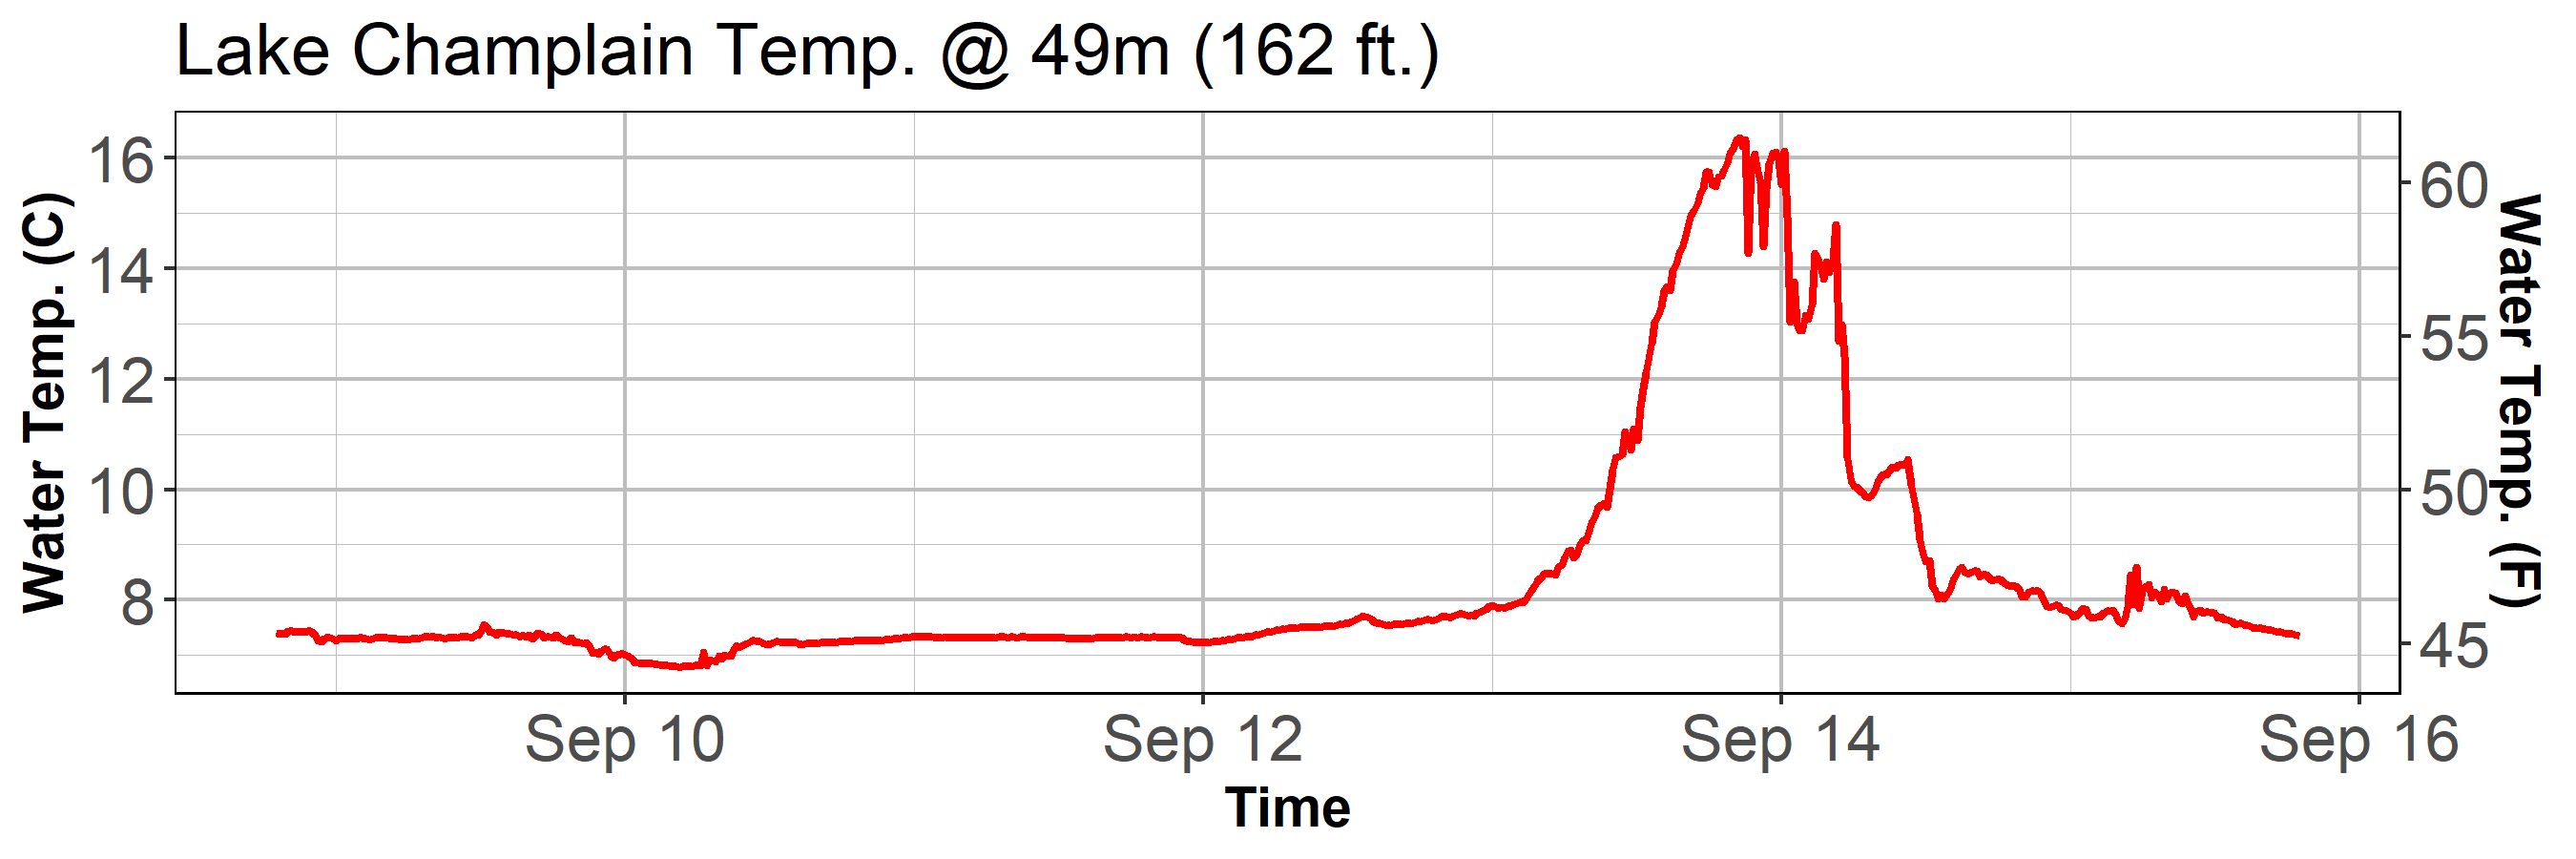 Lake Champlain Temp. @ 49m (162 ft.)
Water Temp. (C)
16
14
12
10
8
60
55
50
45
Water Temp. (F)
Sep 10
Sep 12
Sep 14
Sep 16
Time